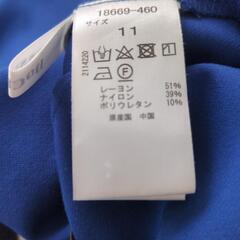 18669-460
サイズ
11
2114220
レーヨン 51%
ナイロン 39%
ポリウレタン 10%
原産国 中国